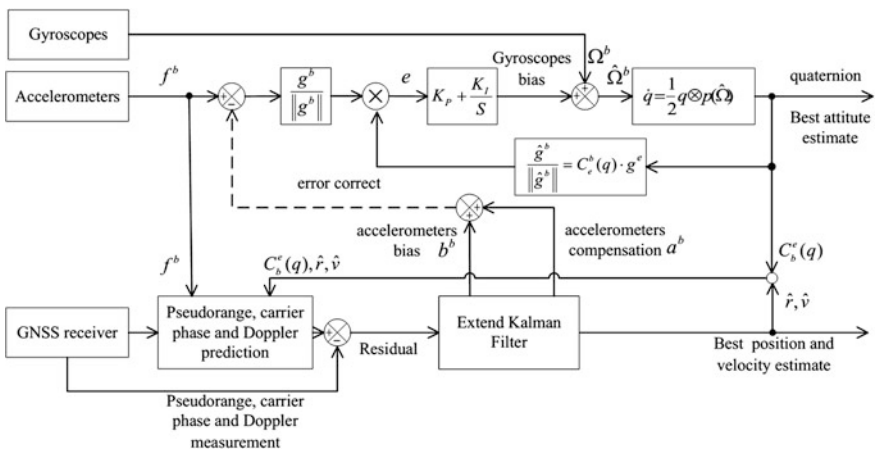 Gyroscopes
Accelerometers
f^b
+
−
g^b
‖g^b‖
×
e
K_P + K_I / S
Gyroscopes
bias
Ω^b
+
+
Ω̂^b
q̇ = 1/2 q ⊗ p(Ω̂)
quaternion
Best attitute
estimate
ĝ^b / ‖ĝ^b‖ = C_e^b(q) · g^e
error correct
accelerometers
bias b^b
+
+
accelerometers
compensation a^b
C_b^e(q)
f^b
C_b^e(q), r̂, v̂
r̂, v̂
GNSS receiver
Pseudorange, carrier
phase and Doppler
prediction
+
−
Residual
Extend Kalman
Filter
Best position and
velocity estimate
Pseudorange, carrier
phase and Doppler
measurement